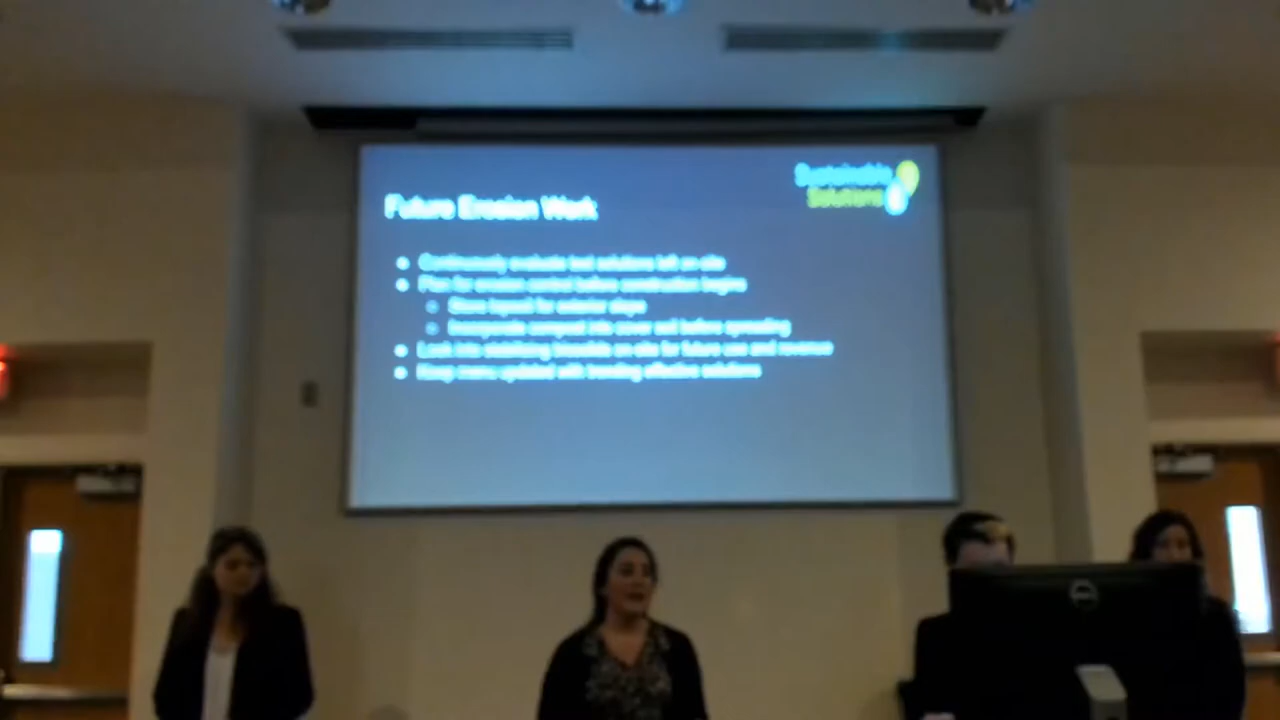 Sustainable
Solutions
Future Erosion Work
Continuously evaluate test solutions left on site
Plan for erosion control before construction begins
Store topsoil for exterior slope
Incorporate compost into cover soil before spreading
Look into stabilizing on site for future use and revenue
Keep menu updated with trending effective solutions
DELL